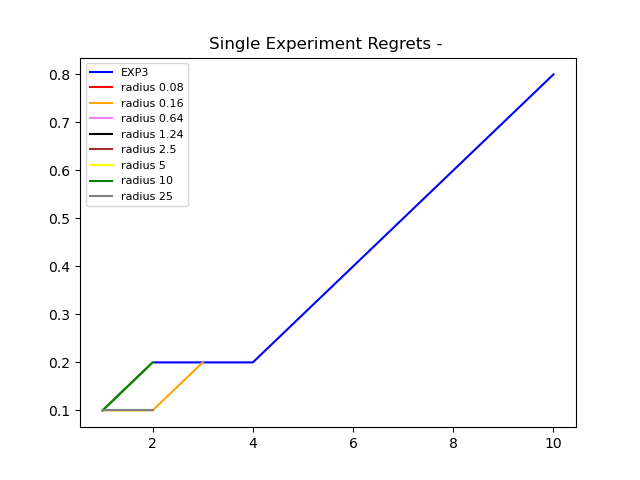 Single Experiment Regrets -
EXP3
radius 0.08
radius 0.16
radius 0.64
radius 1.24
radius 2.5
radius 5
radius 10
radius 25
0.8
0.7
0.6
0.5
0.4
0.3
0.2
0.1
2 4 6 8 10